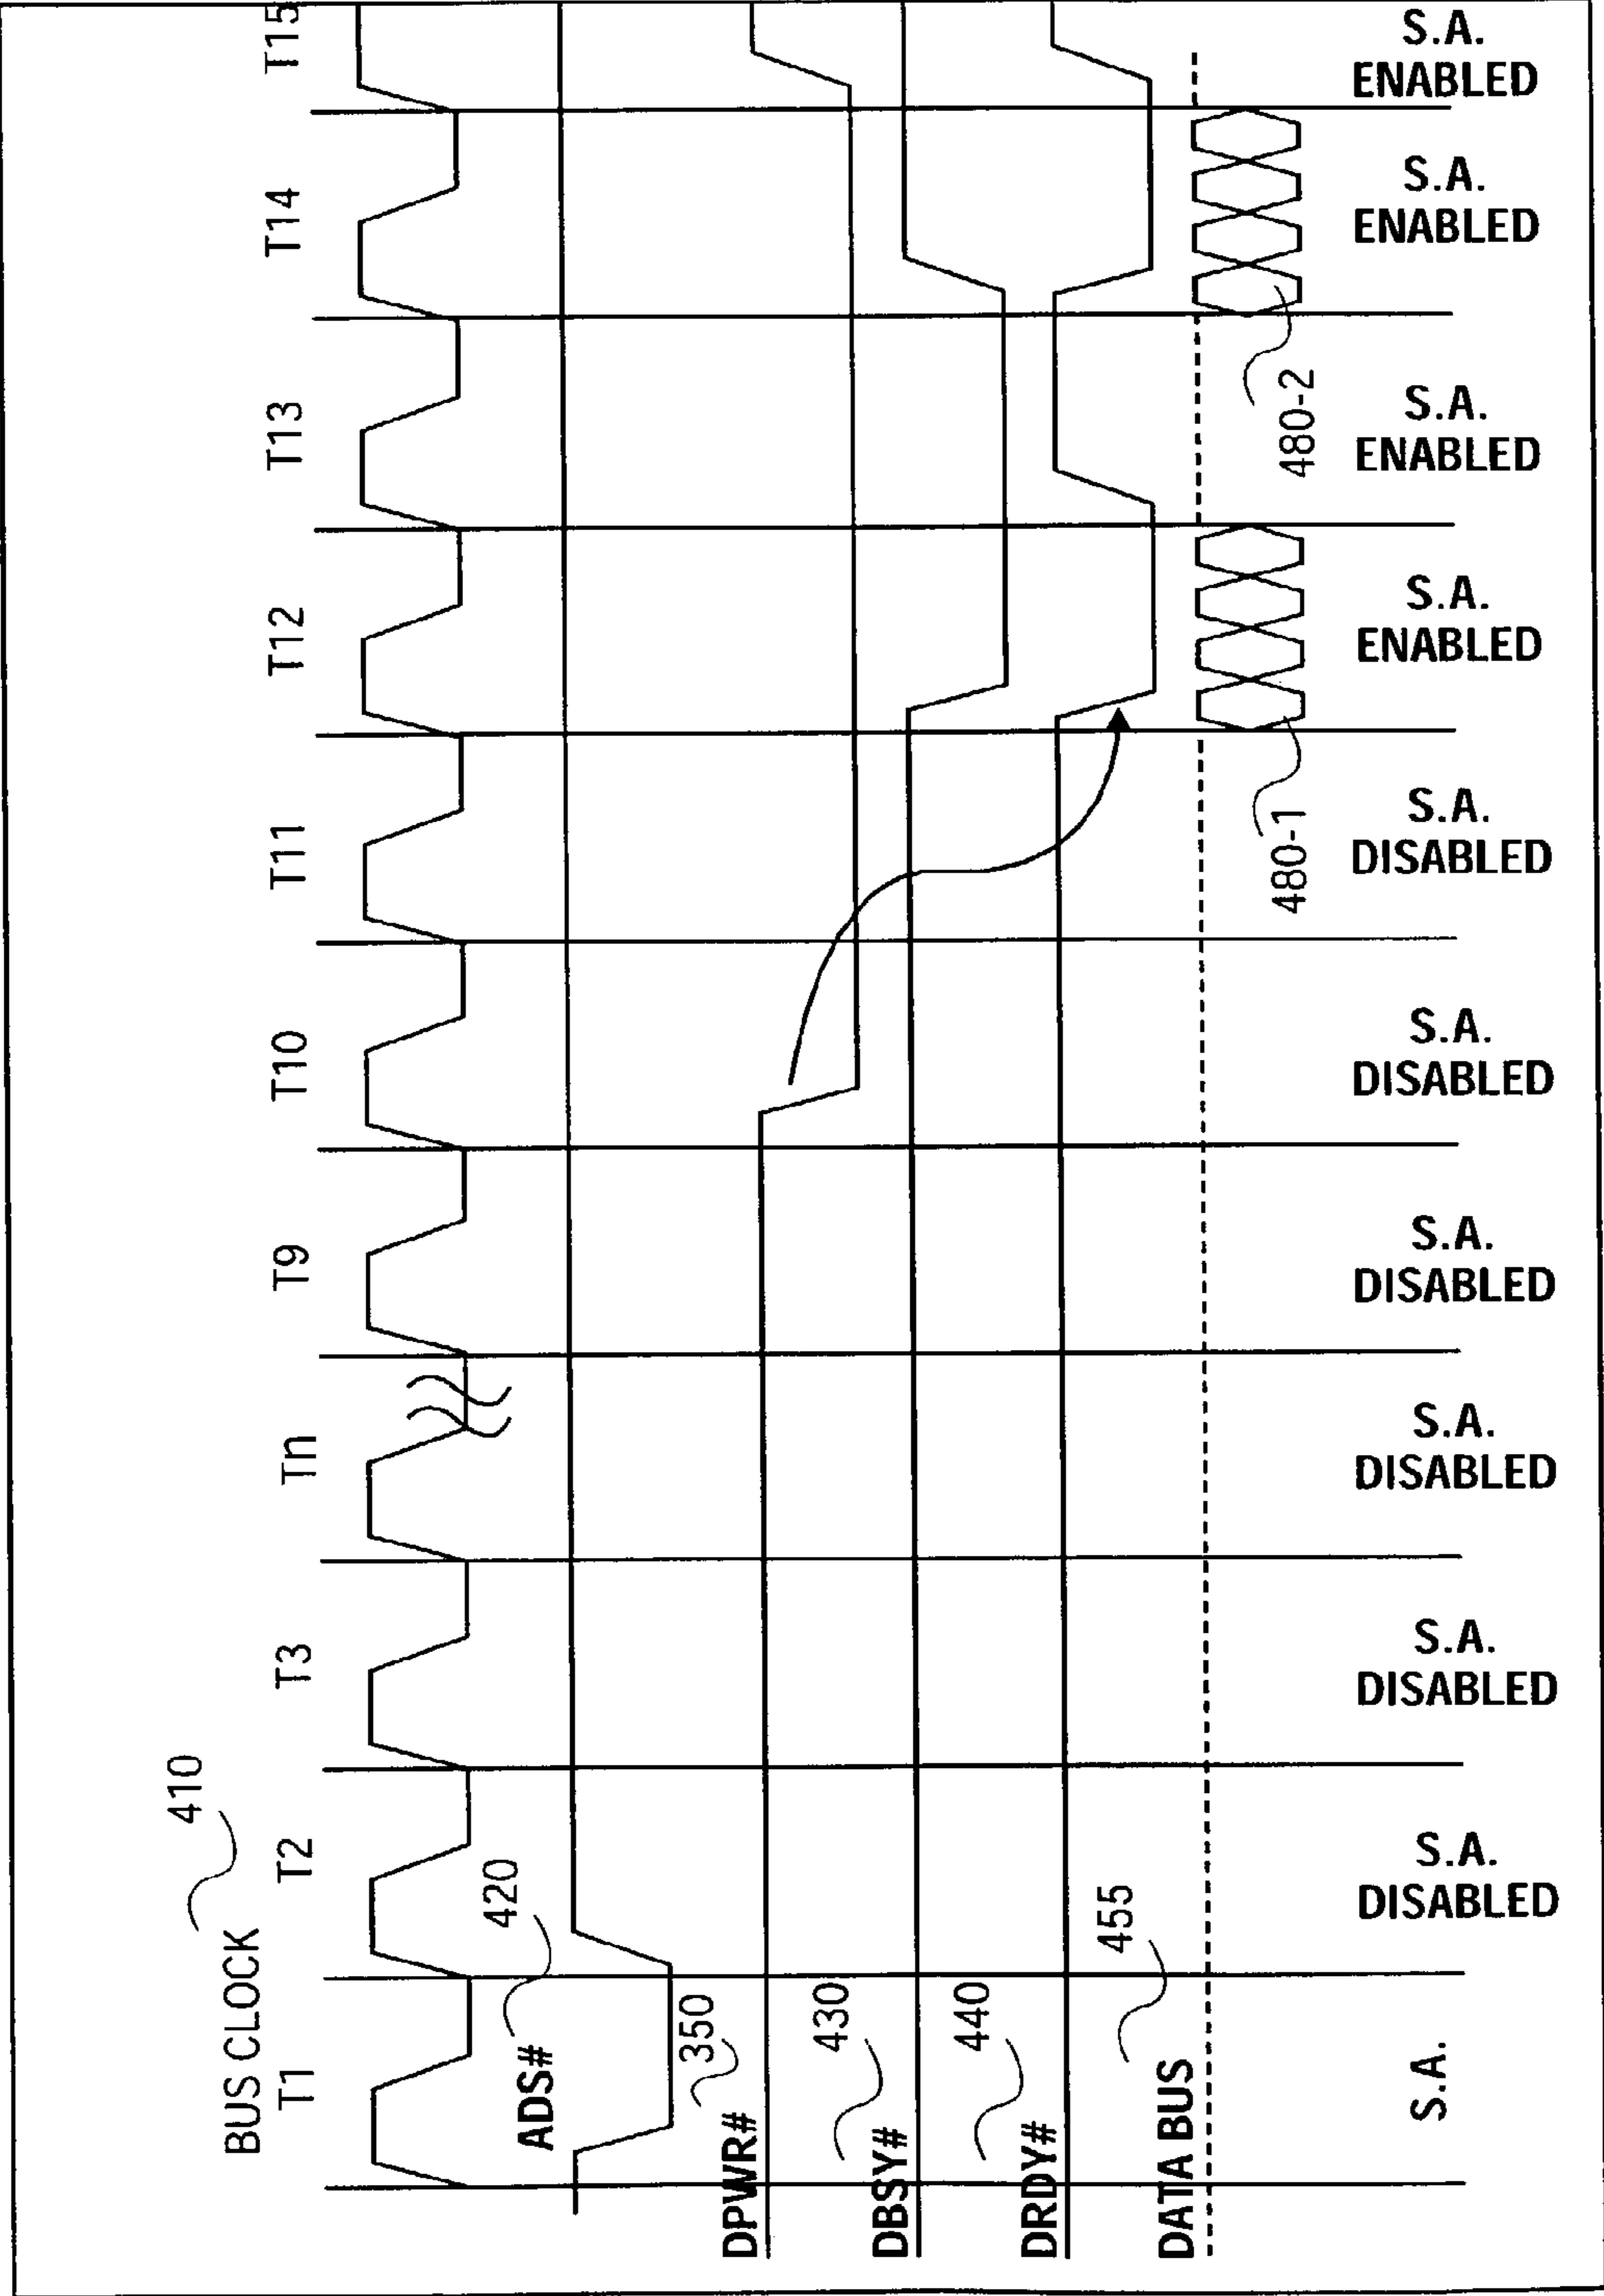 BUS CLOCK
410
T1
T2
T3
Tn
T9
T10
T11
T12
T13
T14
T15
ADS#
420
DPWR#
350
DBSY#
430
DRDY#
440
DATA BUS
455
480-1
480-2
S.A.
S.A.
DISABLED
S.A.
DISABLED
S.A.
DISABLED
S.A.
DISABLED
S.A.
DISABLED
S.A.
DISABLED
S.A.
ENABLED
S.A.
ENABLED
S.A.
ENABLED
S.A.
ENABLED